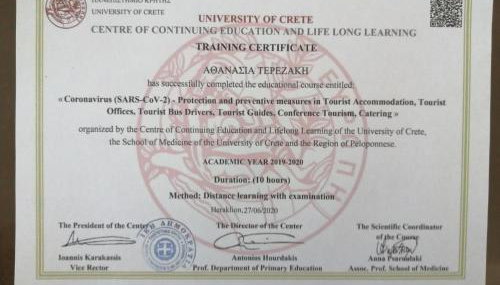 ΠΑΝΕΠΙΣΤΗΜΙΟ ΚΡΗΤΗΣ
UNIVERSITY OF CRETE
UNIVERSITY OF CRETE
CENTRE OF CONTINUING EDUCATION AND LIFE LONG LEARNING
TRAINING CERTIFICATE
ΑΘΑΝΑΣΙΑ ΤΕΡΕΖΑΚΗ
has successfully completed the educational course entitled:
« Coronavirus (SARS-CoV-2) - Protection and preventive measures in Tourist Accommodation, Tourist
Offices, Tourist Bus Drivers, Tourist Guides, Conference Tourism, Catering »
organized by the Centre of Continuing Education and Lifelong Learning of the University of Crete,
the School of Medicine of the University of Crete and the Region of Peloponnese.
ACADEMIC YEAR 2019-2020
Duration: (10 hours)
Method: Distance learning with examination
Heraklion, 27/06/2020
The President of the Center
The Director of the Center
The Scientific Coordinator
of the Course
Ioannis Karakassis
Vice Rector
Antonios Hourdakis
Prof. Department of Primary Education
Anna Psaroulaki
Assoc. Prof. School of Medicine